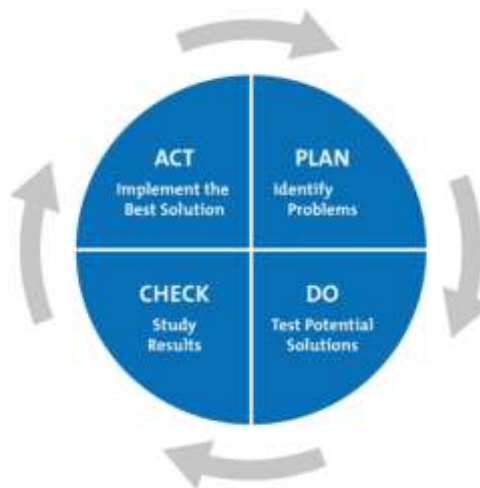 ACT
Implement the
Best Solution
PLAN
Identify
Problems
CHECK
Study
Results
DO
Test Potential
Solutions